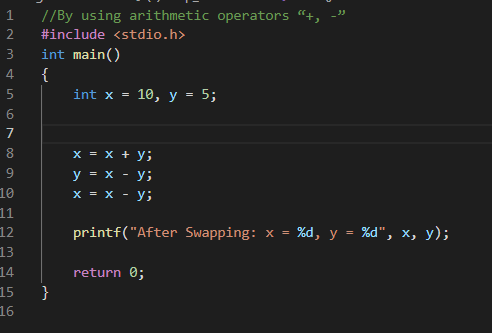 1 //By using arithmetic operators “+, -”
2 #include <stdio.h>
3 int main()
4 {
5     int x = 10, y = 5;
6
7
8     x = x + y;
9     y = x - y;
10     x = x - y;
11
12     printf("After Swapping: x = %d, y = %d", x, y);
13
14     return 0;
15 }
16